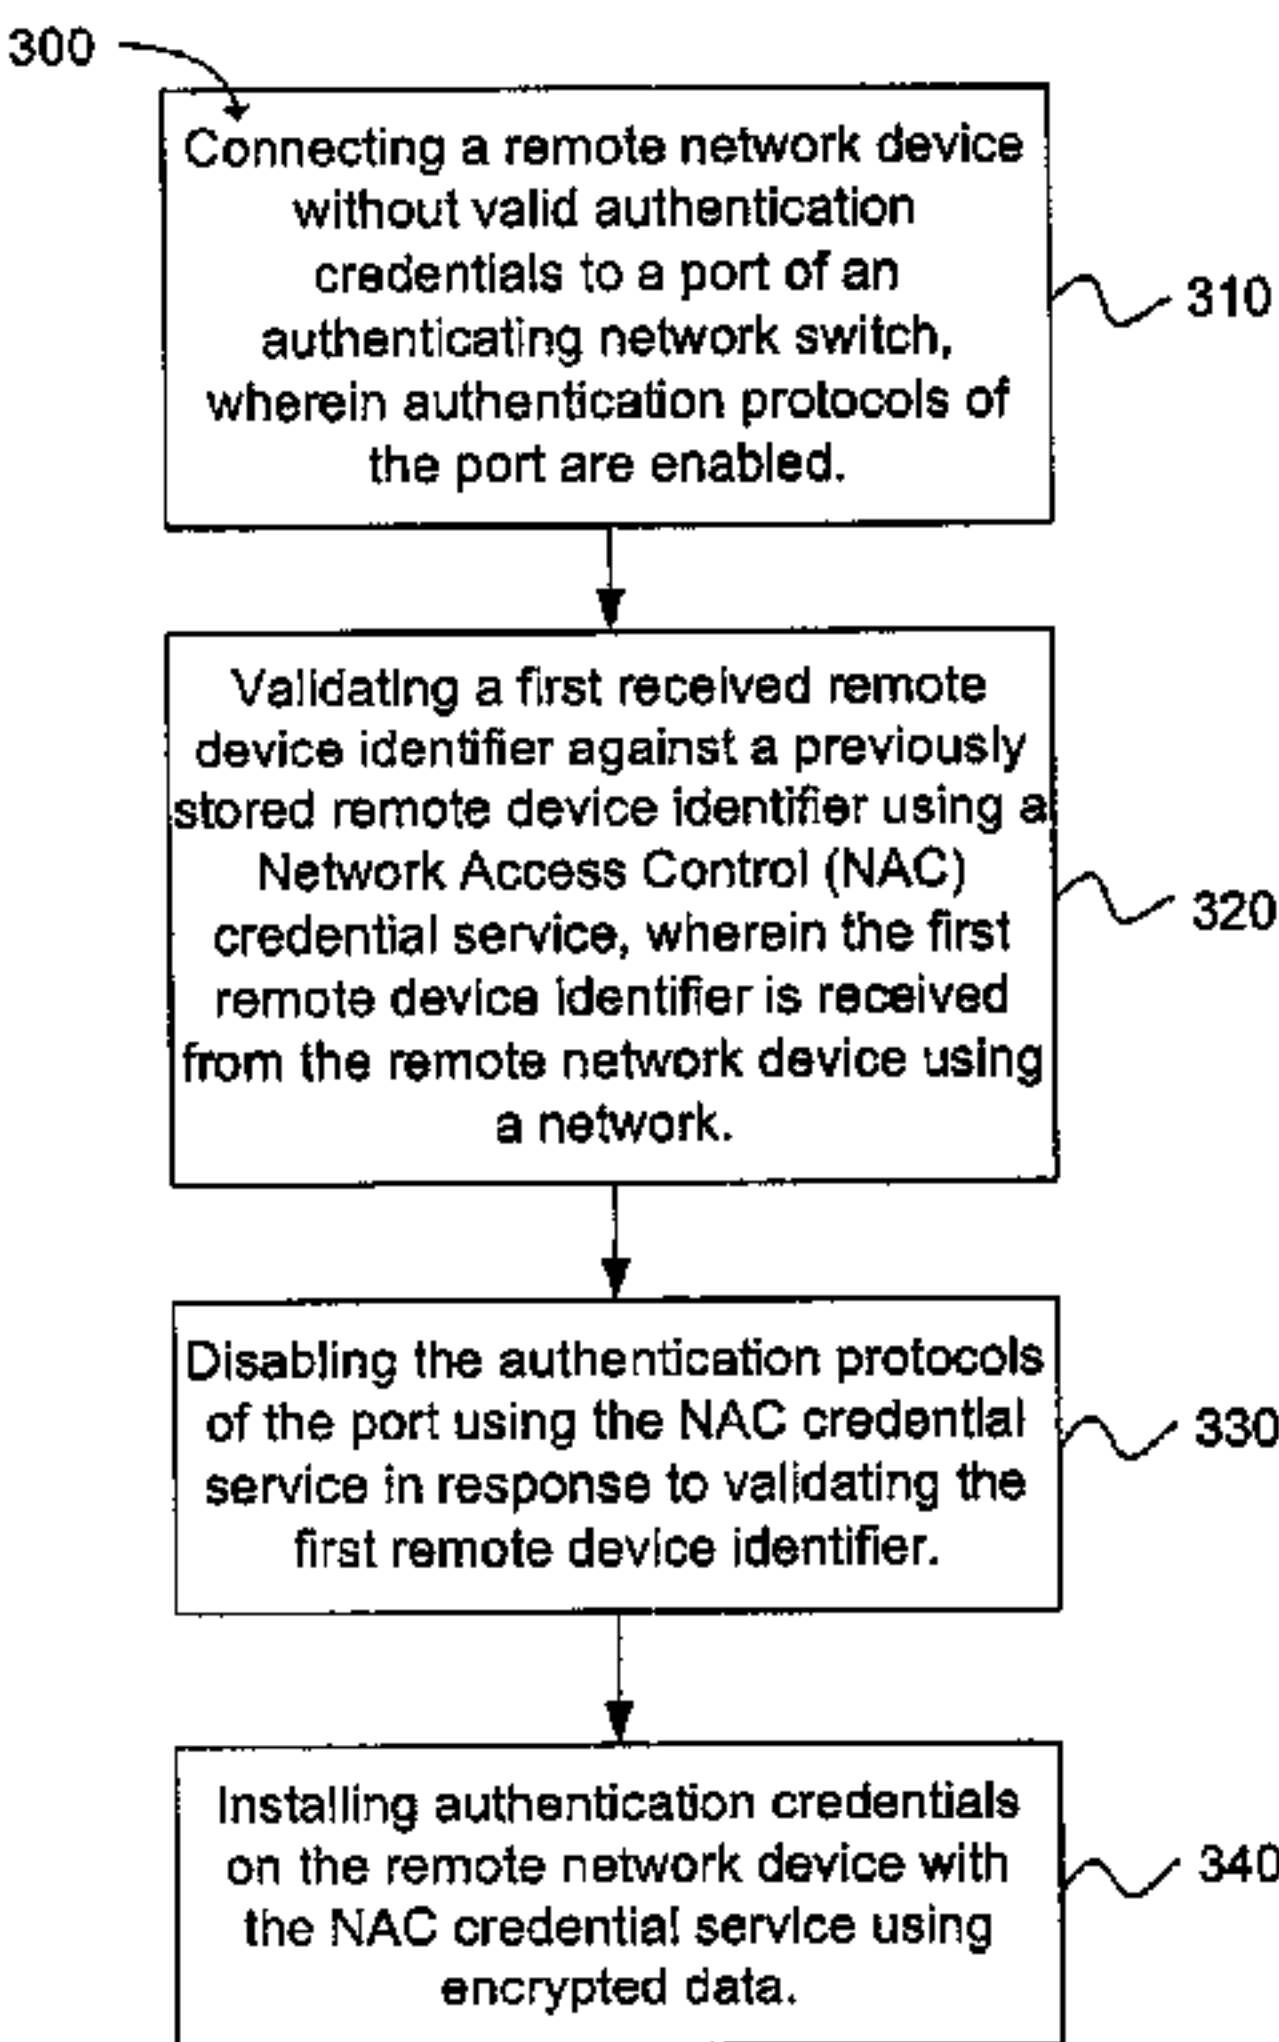 300
Connecting a remote network device
without valid authentication
credentials to a port of an
authenticating network switch,
wherein authentication protocols of
the port are enabled.
310
Validating a first received remote
device identifier against a previously
stored remote device identifier using a
Network Access Control (NAC)
credential service, wherein the first
remote device identifier is received
from the remote network device using
a network.
320
Disabling the authentication protocols
of the port using the NAC credential
service in response to validating the
first remote device identifier.
330
Installing authentication credentials
on the remote network device with
the NAC credential service using
encrypted data.
340